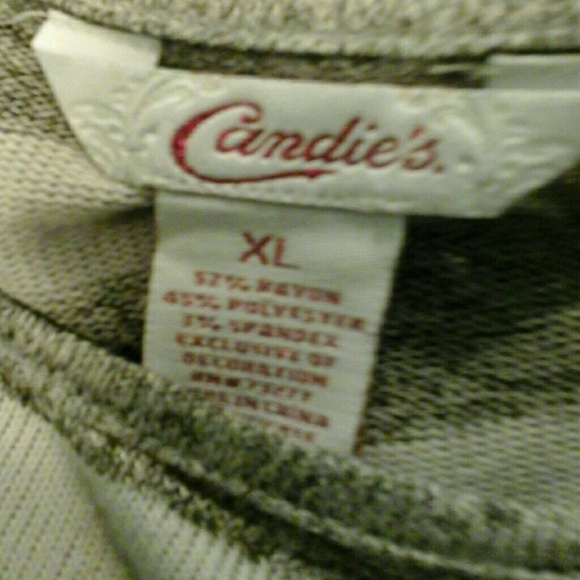 Candie's.
XL
52% RAYON
45% POLYESTER
3% SPANDEX
EXCLUSIVE OF
DECORATION
IN CHINA